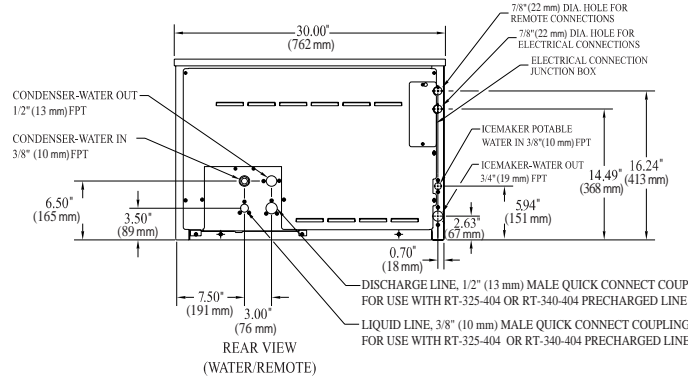 7/8"(22 mm) DIA. HOLE FOR
REMOTE CONNECTIONS
7/8"(22 mm) DIA. HOLE FOR
ELECTRICAL CONNECTIONS
ELECTRICAL CONNECTION
JUNCTION BOX
30.00"
(762 mm)
CONDENSER-WATER OUT
1/2"(13 mm) FPT
CONDENSER-WATER IN
3/8" (10 mm) FPT
ICEMAKER POTABLE
WATER IN 3/8"(10 mm) FPT
ICEMAKER-WATER OUT
3/4"(19 mm) FPT
16.24"
(413 mm)
14.49"
(368 mm)
6.50"
(165 mm)
3.50"
(89 mm)
5.94"
(151 mm)
2.63"
(67 mm)
0.70"
(18 mm)
7.50"
(191 mm)
3.00"
(76 mm)
DISCHARGE LINE, 1/2" (13 mm) MALE QUICK CONNECT COUP
FOR USE WITH RT-325-404 OR RT-340-404 PRECHARGED LINE
LIQUID LINE, 3/8" (10 mm) MALE QUICK CONNECT COUPLING
FOR USE WITH RT-325-404 OR RT-340-404 PRECHARGED LINE
REAR VIEW
(WATER/REMOTE)